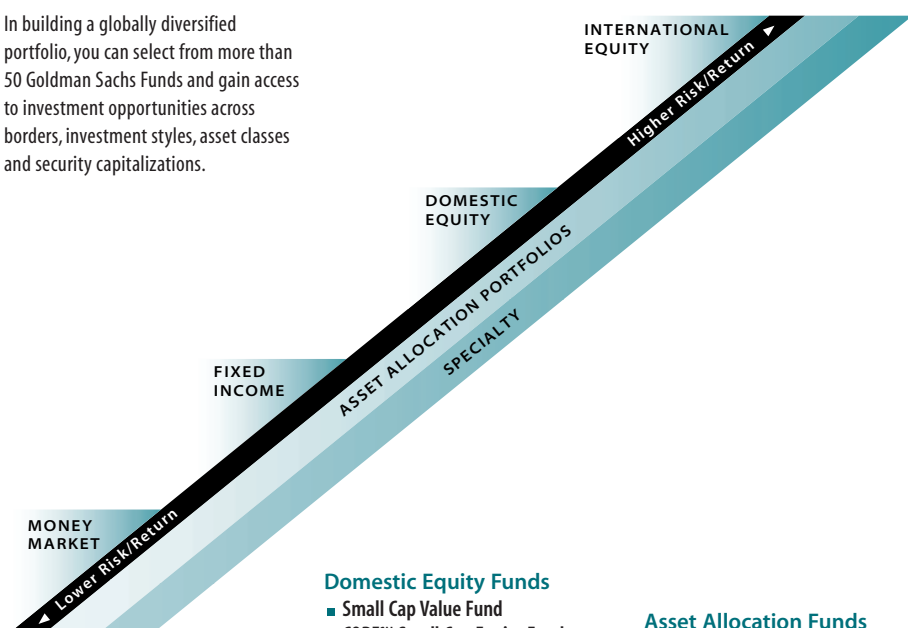 In building a globally diversified
portfolio, you can select from more than
50 Goldman Sachs Funds and gain access
to investment opportunities across
borders, investment styles, asset classes
and security capitalizations.
INTERNATIONAL
EQUITY
Higher Risk/Return
DOMESTIC
EQUITY
ASSET ALLOCATION PORTFOLIOS
SPECIALTY
FIXED
INCOME
MONEY
MARKET
Lower Risk/Return
Domestic Equity Funds
Small Cap Value Fund
Asset Allocation Funds